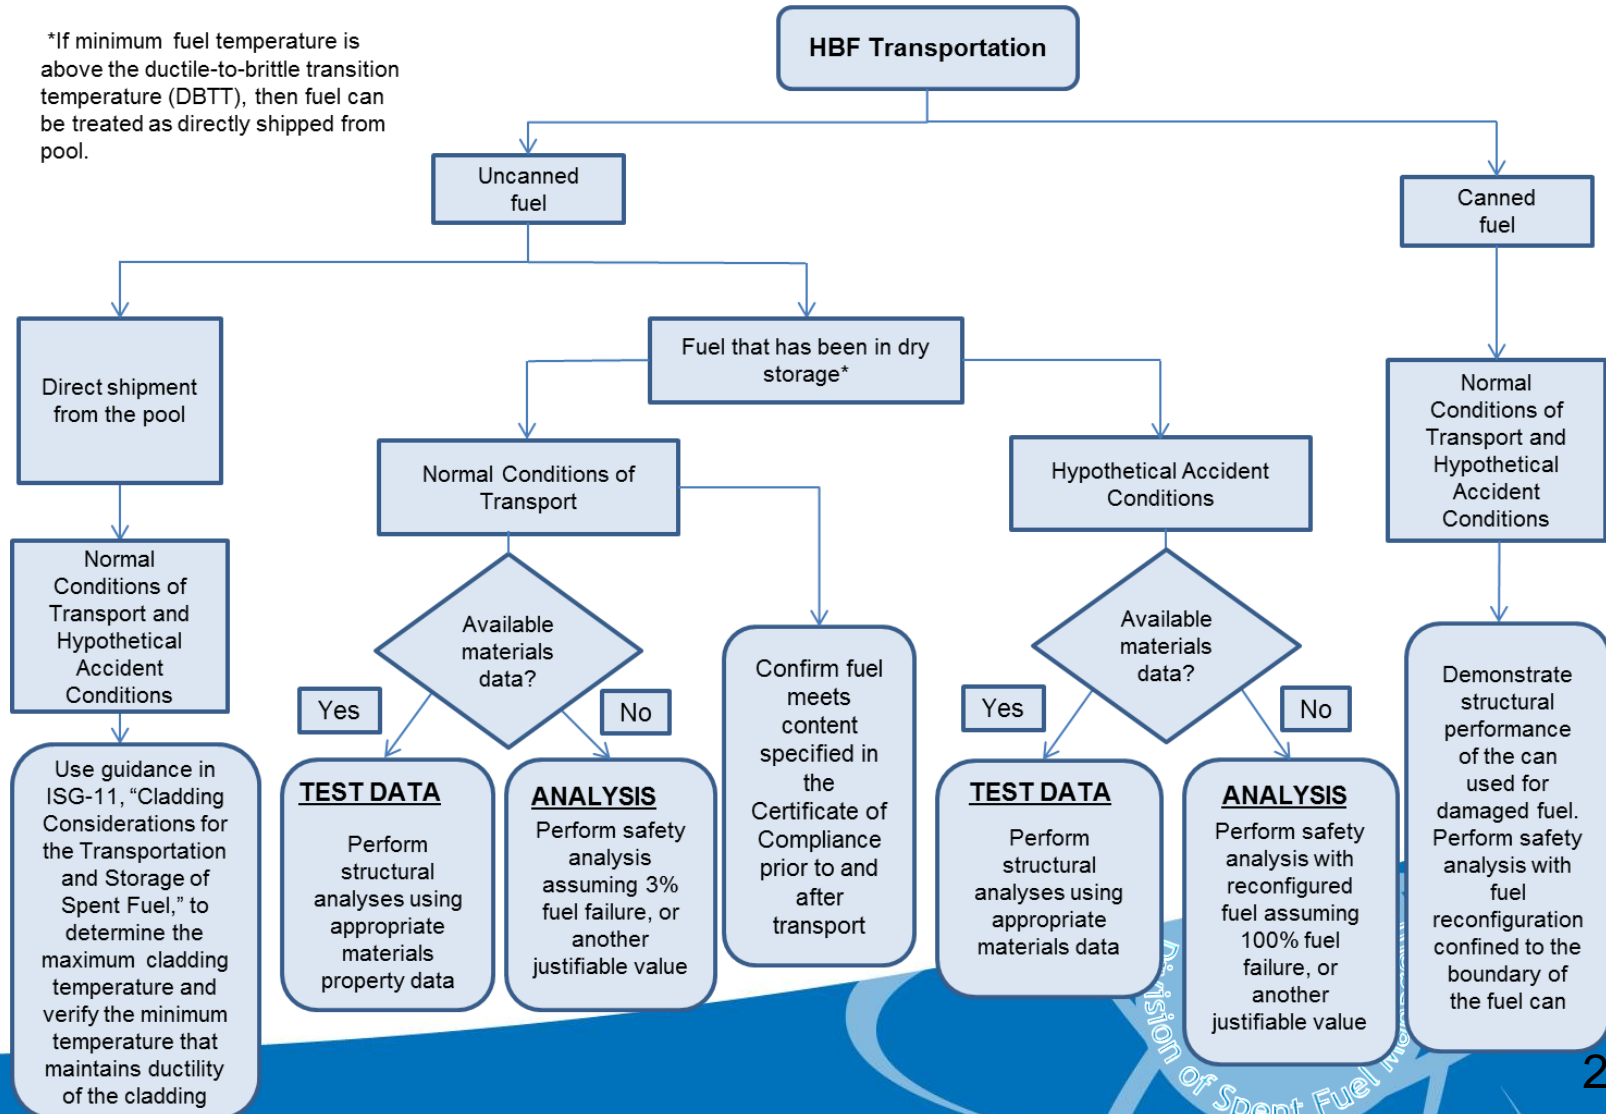 *If minimum fuel temperature is
above the ductile-to-brittle transition
temperature (DBTT), then fuel can
be treated as directly shipped from
pool.
HBF Transportation
Uncanned
fuel
Canned
fuel
Direct shipment
from the pool
Fuel that has been in dry
storage*
Normal
Conditions of
Transport and
Hypothetical
Accident
Conditions
Normal Conditions of
Transport
Hypothetical Accident
Conditions
Normal
Conditions of
Transport and
Hypothetical
Accident
Conditions
Available
materials
data?
Available
materials
data?
Yes
No
Yes
No
Use guidance in
ISG-11, “Cladding
Considerations for
the Transportation
and Storage of
Spent Fuel,” to
determine the
maximum cladding
temperature and
verify the minimum
temperature that
maintains ductility
of the cladding
TEST DATA
Perform
structural
analyses using
appropriate
materials
property data
ANALYSIS
Perform safety
analysis
assuming 3%
fuel failure, or
another
justifiable value
Confirm fuel
meets
content
specified in
the
Certificate of
Compliance
prior to and
after
transport
TEST DATA
Perform
structural
analyses using
appropriate
materials data
ANALYSIS
Perform safety
analysis with
reconfigured
fuel assuming
100% fuel
failure, or
another
justifiable value
Demonstrate
structural
performance
of the can
used for
damaged fuel.
Perform safety
analysis with
fuel
reconfiguration
confined to the
boundary of
the fuel can
Division of Spent Fuel
2